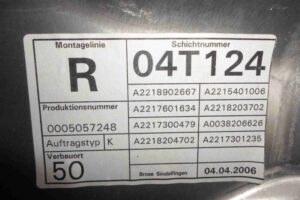 Montagelinie Schichtnummer
R 04T124
A2218902667 A2215401006
Produktionsnummer A2217601634 A2218203702
0005057248 A2217300479 A0038206626
Auftragstyp K A2218204702 A2217301235
Verbauort
50 Brose Sindelfingen 04.04.2006